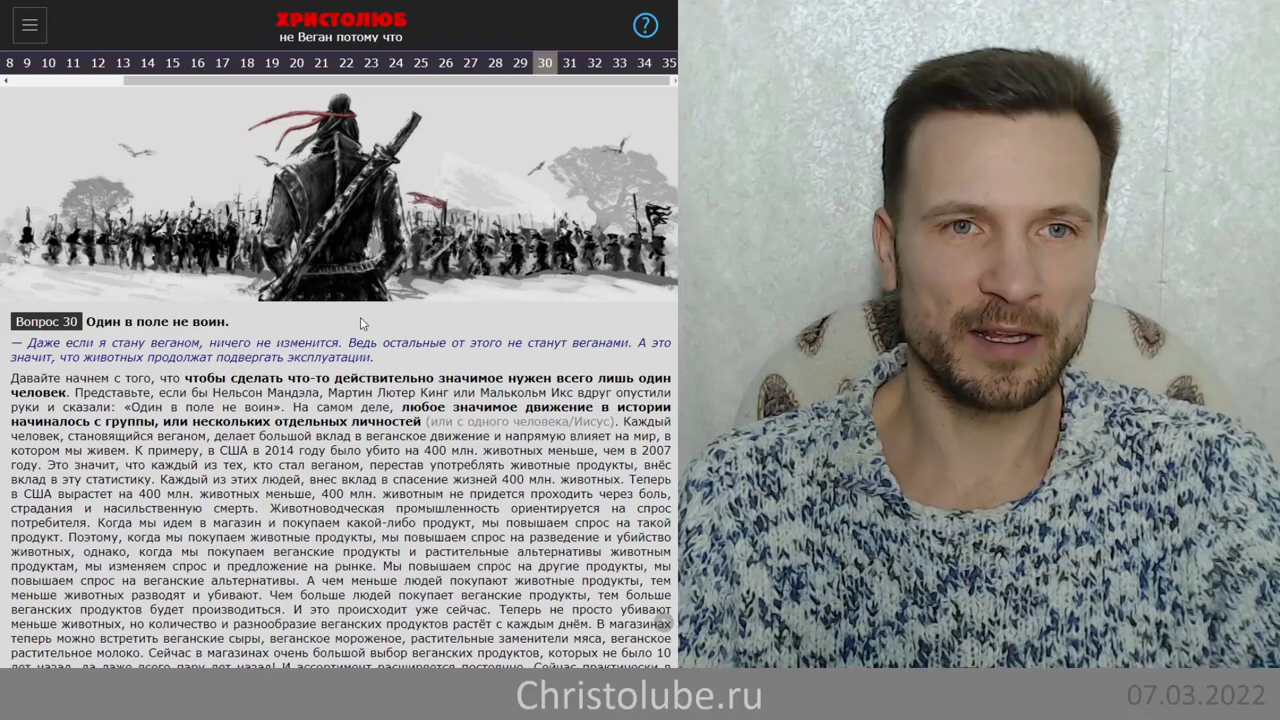 ХРИСТОЛЮБ
не Веган потому что
?
8 9 10 11 12 13 14 15 16 17 18 19 20 21 22 23 24 25 26 27 28 29 30 31 32 33 34 35
Вопрос 30 Один в поле не воин.
— Даже если я стану веганом, ничего не изменится. Ведь остальные от этого не станут веганами. А это
значит, что животных продолжат подвергать эксплуатации.
Давайте начнем с того, что чтобы сделать что-то действительно значимое нужен всего лишь один
человек. Представьте, если бы Нельсон Мандэла, Мартин Лютер Кинг или Малькольм Икс вдруг опустили
руки и сказали: «Один в поле не воин». На самом деле, любое значимое движение в истории
начиналось с группы, или нескольких отдельных личностей (или с одного человека/Иисус). Каждый
человек, становящийся веганом, делает большой вклад в веганское движение и напрямую влияет на мир, в
котором мы живем. К примеру, в США в 2014 году было убито на 400 млн. животных меньше, чем в 2007
году. Это значит, что каждый из тех, кто стал веганом, перестав употреблять животные продукты, внёс
вклад в эту статистику. Каждый из этих людей, внес вклад в спасение жизней 400 млн. животных. Теперь
в США вырастет на 400 млн. животных меньше, 400 млн. животным не придется проходить через боль,
страдания и насильственную смерть. Животноводческая промышленность ориентируется на спрос
потребителя. Когда мы идем в магазин и покупаем какой-либо продукт, мы повышаем спрос на такой
продукт. Поэтому, когда мы покупаем животные продукты, мы повышаем спрос на разведение и убийство
животных, однако, когда мы покупаем веганские продукты и растительные альтернативы животным
продуктам, мы изменяем спрос и предложение на рынке. Мы повышаем спрос на другие продукты, мы
повышаем спрос на веганские альтернативы. А чем меньше людей покупают животные продукты, тем
меньше животных разводят и убивают. Чем больше людей покупает веганские продукты, тем больше
веганских продуктов будет производиться. И это происходит уже сейчас. Теперь не просто убивают
меньше животных, но количество и разнообразие веганских продуктов растёт с каждым днём. В магазинах
теперь можно встретить веганские сыры, веганское мороженое, растительные заменители мяса, веганское
растительное молоко. Сейчас в магазинах очень большой выбор веганских продуктов, которых не было 10
лет назад, да даже всего пару лет назад! И ассортимент расширяется постоянно. Сейчас практически в
Christolube.ru
07.03.2022